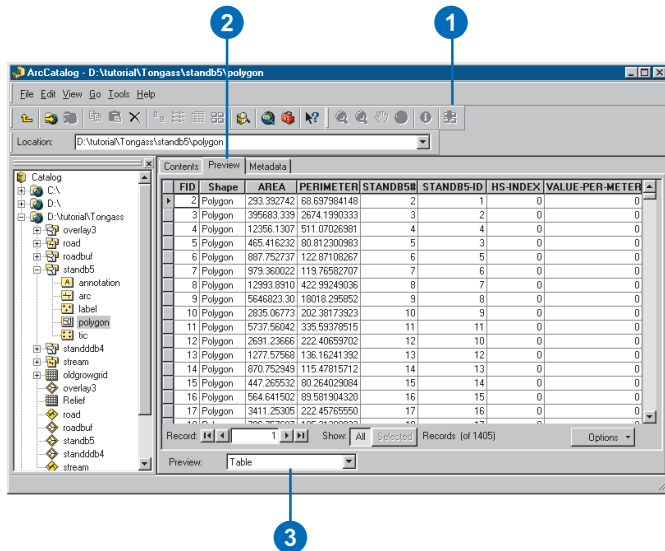 2
1
ArcCatalog - D:\tutorial\Tongass\standb5\polygon
File Edit View Go Tools Help
Location: D:\tutorial\Tongass\standb5\polygon
Contents Preview Metadata
Catalog
C:\
D:\
D:\tutorial\Tongass
overlay3
road
roadbuf
standb5
annotation
arc
label
polygon
tic
standddb4
stream
oldgrowgrid
overlay3
Relief
road
roadbuf
standb5
standddb4
stream
FID Shape AREA PERIMETER STANDB5# STANDB5-ID HS-INDEX VALUE-PER-METER
2 Polygon 293.392742 68.697984148 2 1 0 0
3 Polygon 395683.339 2674.1990333 3 2 0 0
4 Polygon 12356.1307 511.07026981 4 4 0 0
5 Polygon 465.416232 80.812300983 5 3 0 0
6 Polygon 887.752737 122.87108267 6 5 0 0
7 Polygon 979.360022 119.76582707 7 6 0 0
8 Polygon 12993.8910 422.99249036 8 7 0 0
9 Polygon 5646823.30 18018.295852 9 8 0 0
10 Polygon 2835.06773 202.38173923 10 9 0 0
11 Polygon 5737.56042 335.59378515 11 11 0 0
12 Polygon 2691.23666 222.40659702 12 10 0 0
13 Polygon 1277.57568 136.16241392 13 12 0 0
14 Polygon 870.752949 115.47815712 14 13 0 0
15 Polygon 447.265532 80.264029084 15 14 0 0
16 Polygon 564.641502 89.581904320 16 15 0 0
17 Polygon 3411.25305 222.45765550 17 16 0 0
Record: 1 Show: All Selected Records (of 1405) Options
Preview: Table
3